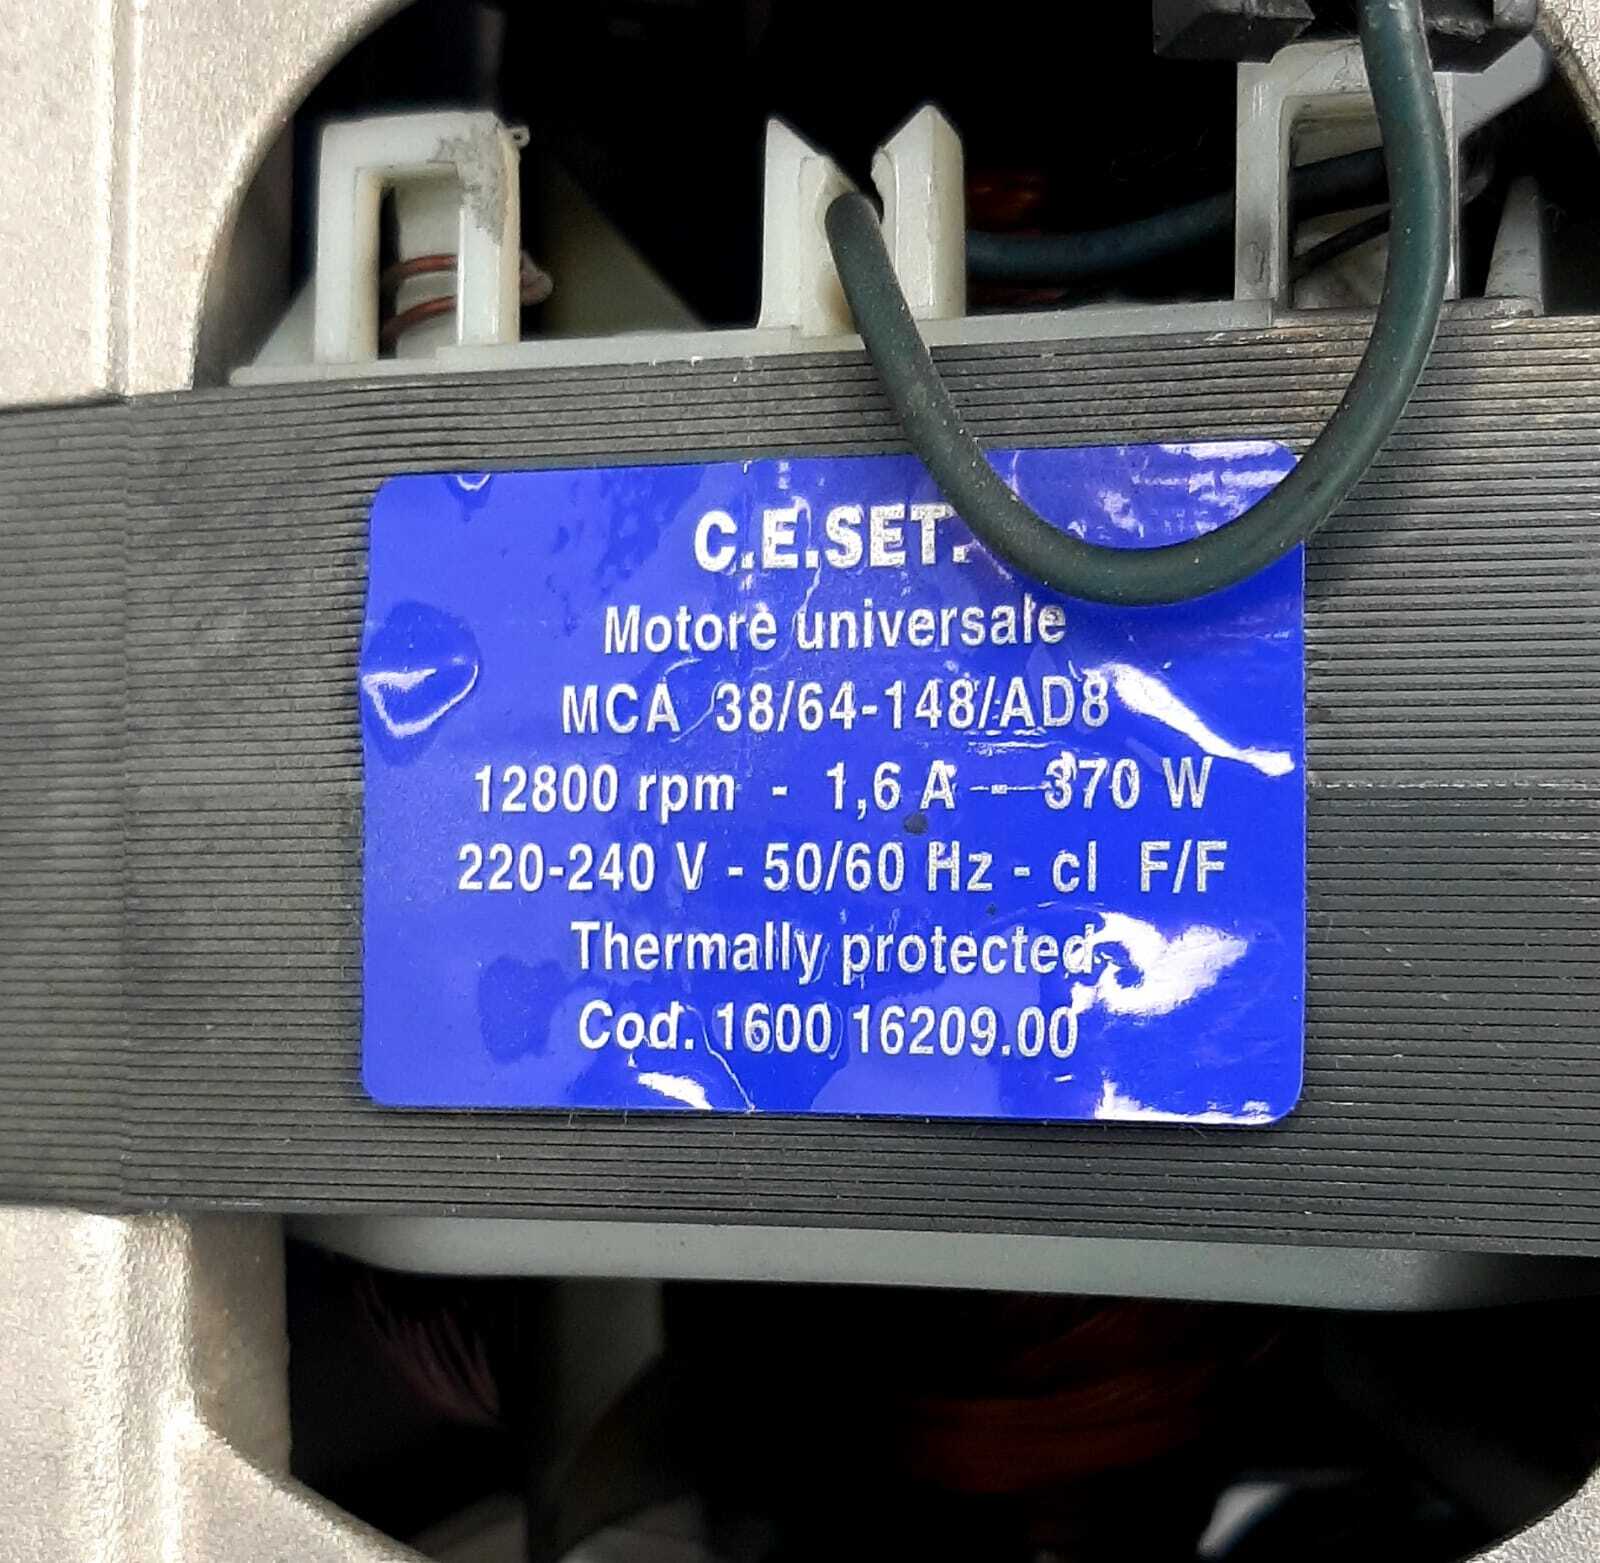 C.E.SET.
Motore universale
MCA 38/64-148/AD8
12800 rpm - 1,6 A - 370 W
220-240 V - 50/60 Hz - cl F/F
Thermally protected
Cod. 1600 16209.00